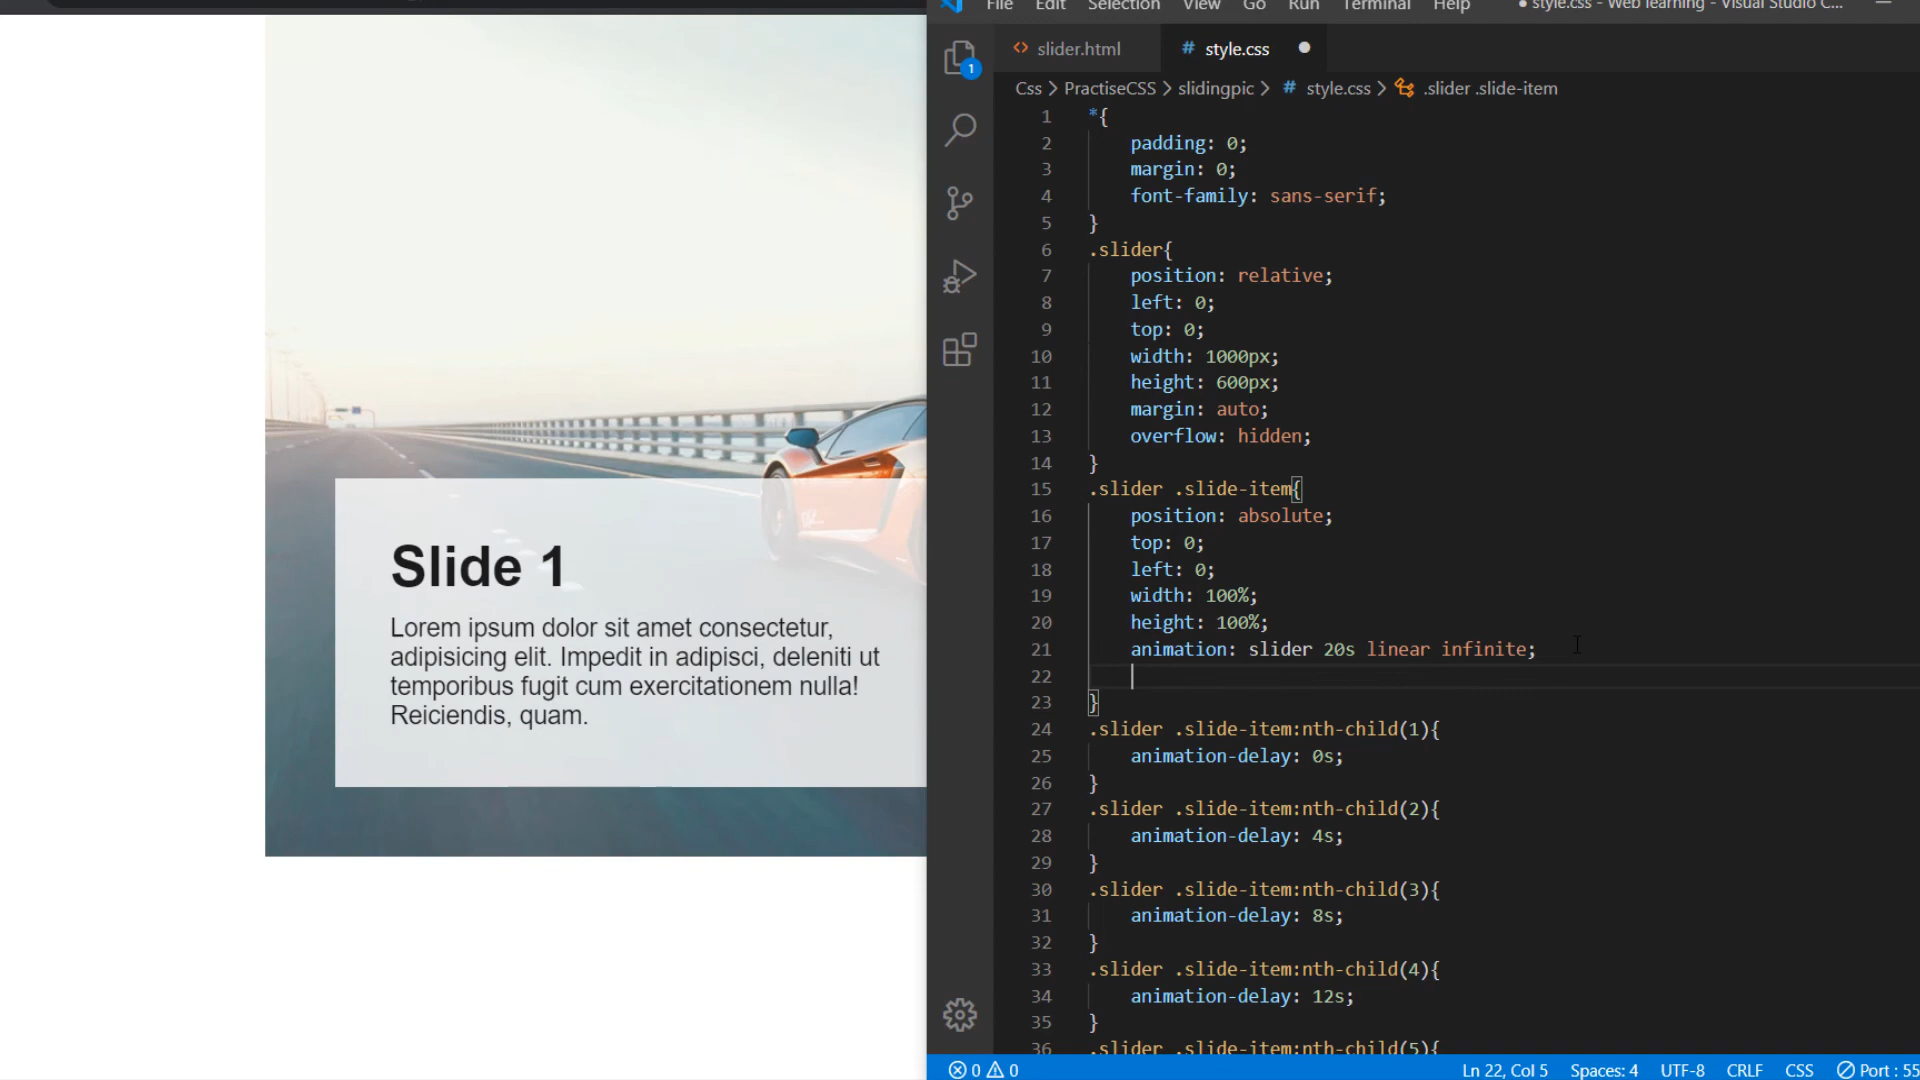 Slide 1
Lorem ipsum dolor sit amet consectetur,
adipisicing elit. Impedit in adipisci, deleniti ut
temporibus fugit cum exercitationem nulla!
Reiciendis, quam.
File Edit Selection View Go Run Terminal Help ● style.css - Web learning - Visual Studio C...
1
<> slider.html
# style.css ●
Css > PractiseCSS > slidingpic > # style.css > .slider .slide-item
1 *{
2 padding: 0;
3 margin: 0;
4 font-family: sans-serif;
5 }
6 .slider{
7 position: relative;
8 left: 0;
9 top: 0;
10 width: 1000px;
11 height: 600px;
12 margin: auto;
13 overflow: hidden;
14 }
15 .slider .slide-item{
16 position: absolute;
17 top: 0;
18 left: 0;
19 width: 100%;
20 height: 100%;
21 animation: slider 20s linear infinite;
22
23 }
24 .slider .slide-item:nth-child(1){
25 animation-delay: 0s;
26 }
27 .slider .slide-item:nth-child(2){
28 animation-delay: 4s;
29 }
30 .slider .slide-item:nth-child(3){
31 animation-delay: 8s;
32 }
33 .slider .slide-item:nth-child(4){
34 animation-delay: 12s;
35 }
36 .slider .slide-item:nth-child(5){
0 0 Ln 22, Col 5 Spaces: 4 UTF-8 CRLF CSS Port : 55